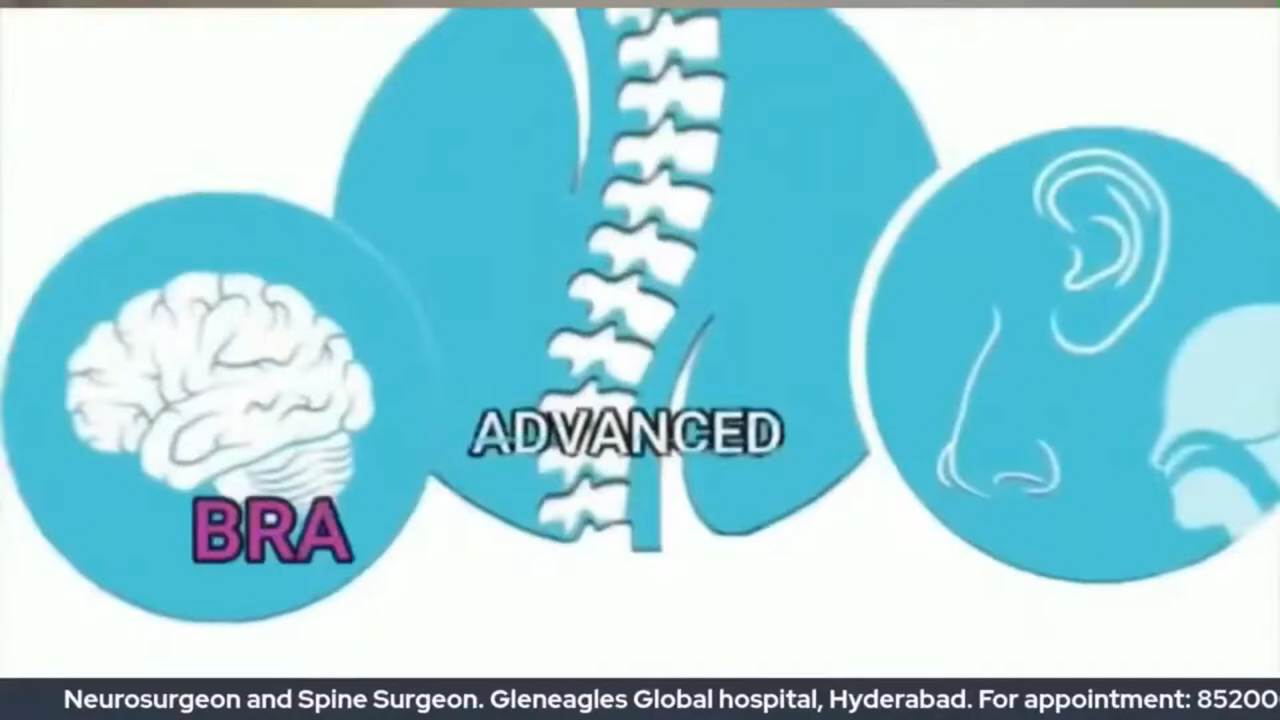 ADVANCED
BRA
Neurosurgeon and Spine Surgeon. Gleneagles Global hospital, Hyderabad. For appointment: 85200